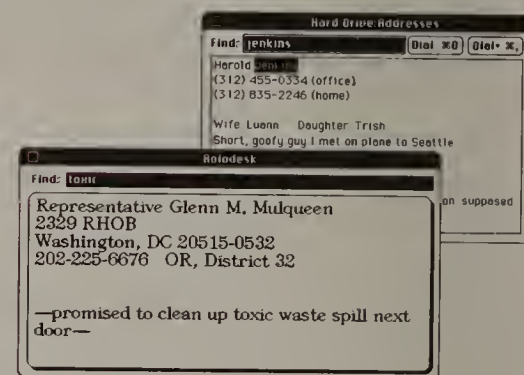 Hard Drive:Addresses
Find: jenkins
Dial ⌘D
Dial+ ⌘,
Harold Jenkins
(312) 455-0334 (office)
(312) 835-2246 (home)
Wife Luann Daughter Trish
Short, goofy guy I met on plane to Seattle
on supposed
Rolodesk
Find: toxic
Representative Glenn M. Mulqueen
2329 RHOB
Washington, DC 20515-0532
202-225-6676 OR, District 32
—promised to clean up toxic waste spill next
door—